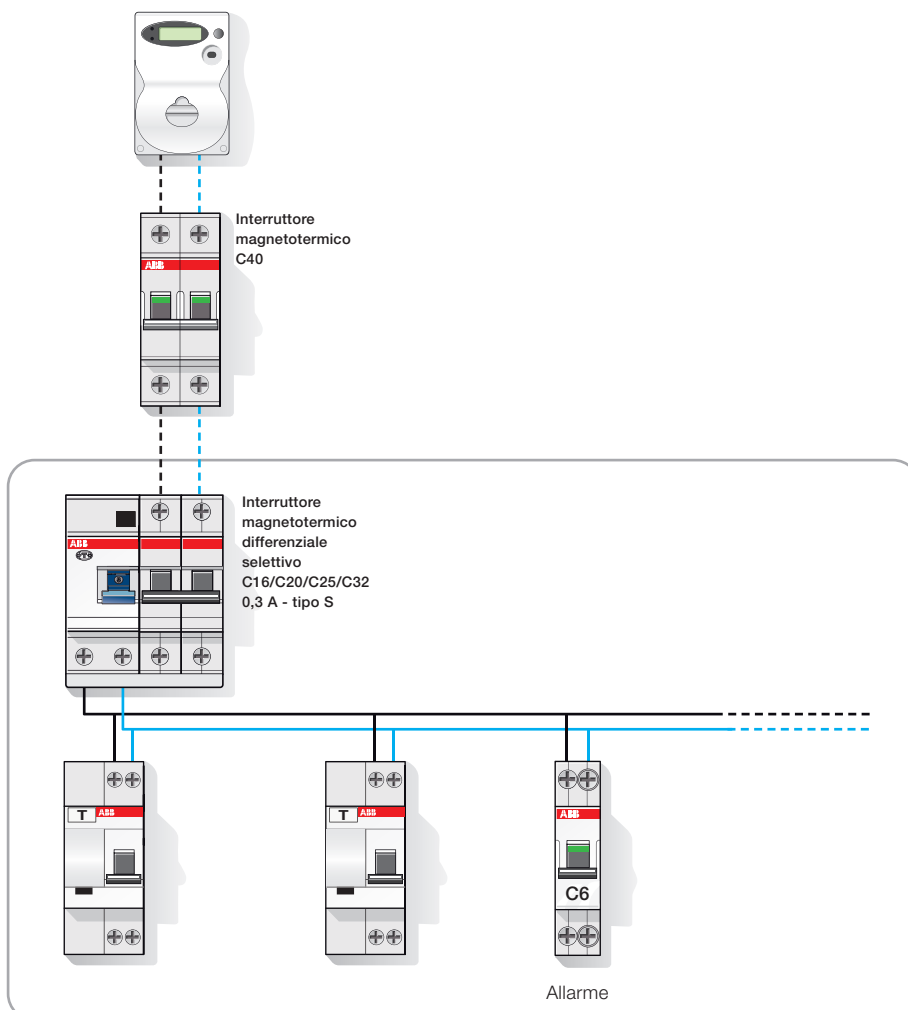 Interruttore
magnetotermico
C40
ABB
Interruttore
magnetotermico
differenziale
selettivo
C16/C20/C25/C32
0,3 A - tipo S
ABB
T ABB
T ABB
ABB
C6
Allarme